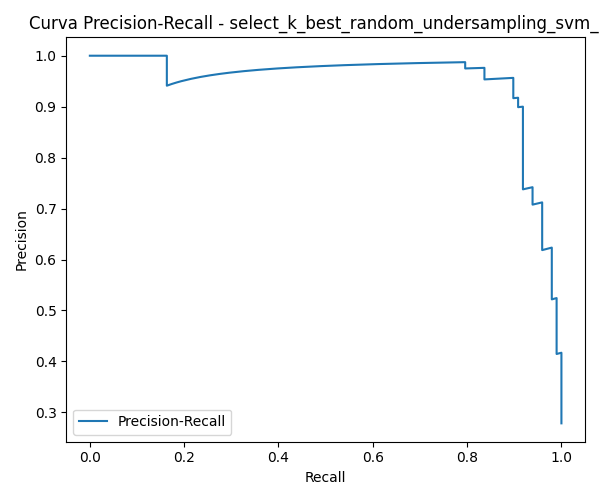 Curva Precision-Recall - select_k_best_random_undersampling_svm_
1.0
0.9
0.8
0.7
0.6
0.5
0.4
0.3
Precision
Precision-Recall
0.0 0.2 0.4 0.6 0.8 1.0
Recall